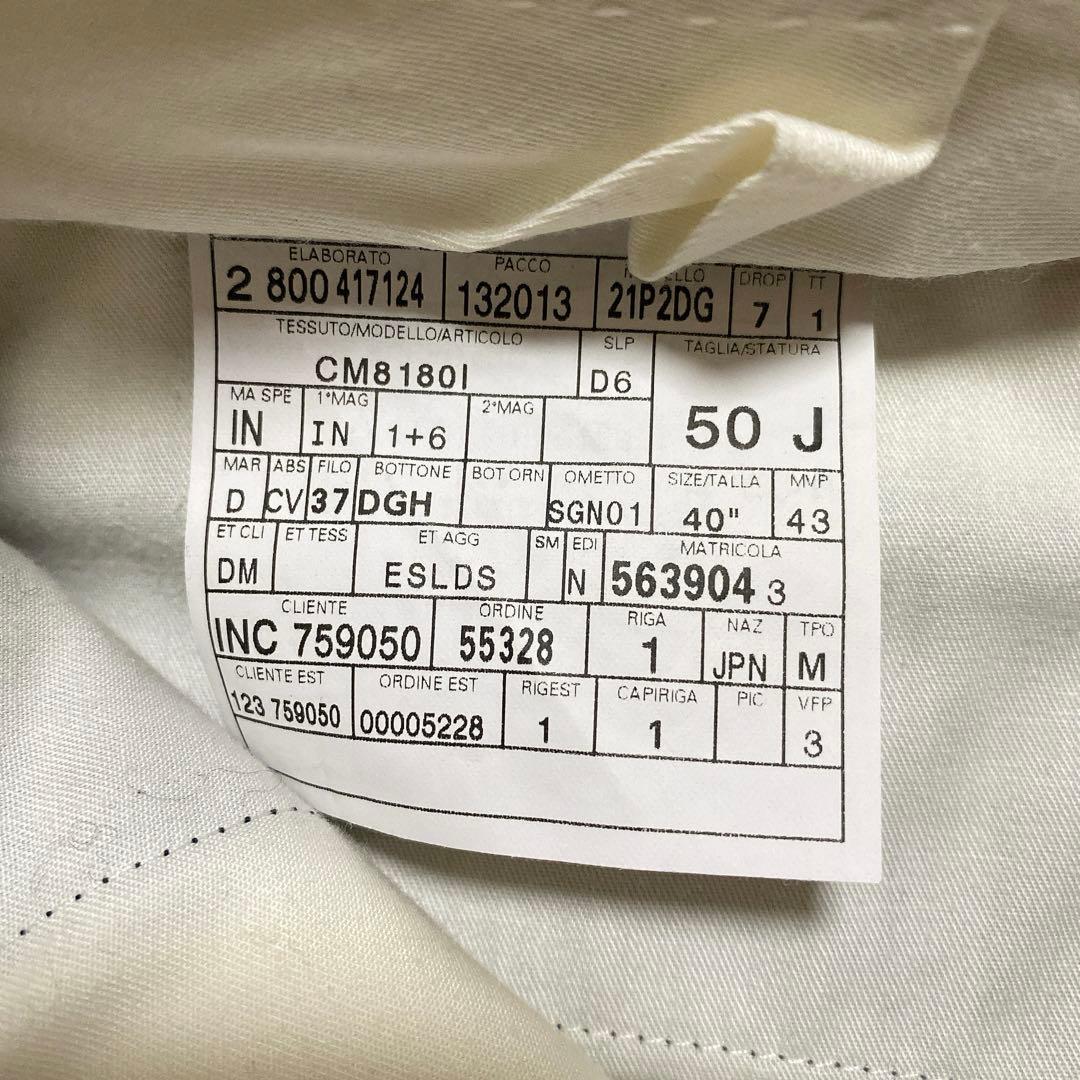 ELABORATO PACCO DROP TT
2 800 417124 132013 21P2DG 7 1
TESSUTO/MODELLO/ARTICOLO SLP TAGLIA/STATURA
CM8180I D6 50 J
MA SPE 1°MAG 2°MAG
IN IN 1+6
MAR ABS FILO BOTTONE BOT ORN OMETTO SIZE/TALLA MVP
D CV 37 DGH SGN01 40" 43
ET CLI ET TESS ET AGG SM EDI MATRICOLA
DM ESLDS N 563904 3
CLIENTE ORDINE RIGA NAZ TPO
INC 759050 55328 1 JPN M
CLIENTE EST ORDINE EST RIGEST CAPIRIGA PIC VFP
123 759050 00005228 1 1 3